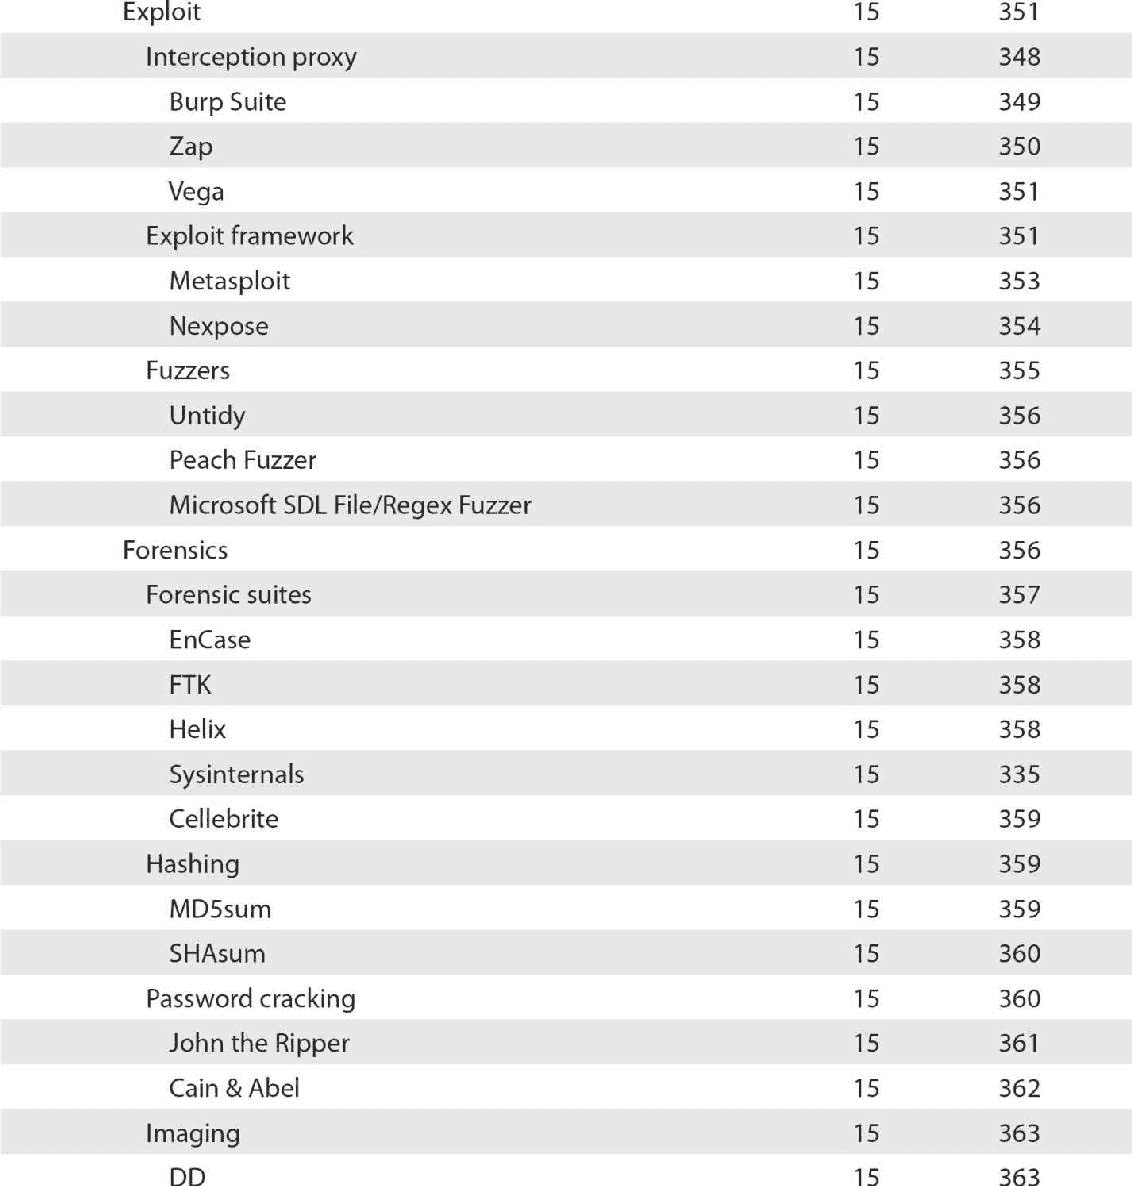 Exploit 15 351
Interception proxy 15 348
Burp Suite 15 349
Zap 15 350
Vega 15 351
Exploit framework 15 351
Metasploit 15 353
Nexpose 15 354
Fuzzers 15 355
Untidy 15 356
Peach Fuzzer 15 356
Microsoft SDL File/Regex Fuzzer 15 356
Forensics 15 356
Forensic suites 15 357
EnCase 15 358
FTK 15 358
Helix 15 358
Sysinternals 15 335
Cellebrite 15 359
Hashing 15 359
MD5sum 15 359
SHAsum 15 360
Password cracking 15 360
John the Ripper 15 361
Cain & Abel 15 362
Imaging 15 363
DD 15 363